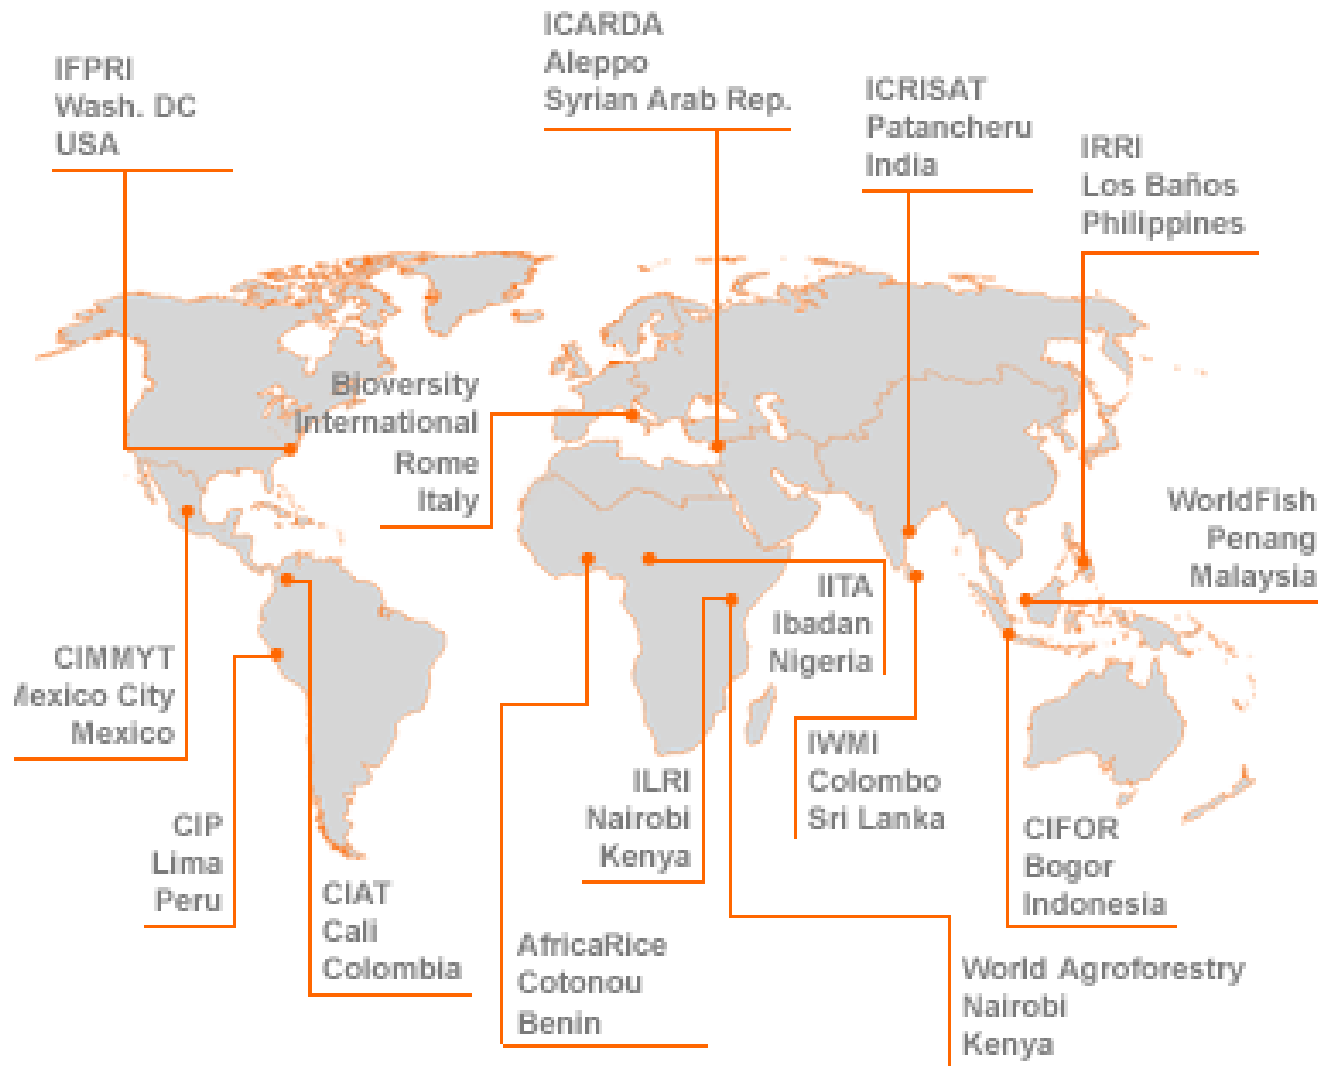 IFPRI
Wash. DC
USA
ICARDA
Aleppo
Syrian Arab Rep.
ICRISAT
Patancheru
India
IRRI
Los Baños
Philippines
Bioversity
International
Rome
Italy
WorldFish
Penang
Malaysia
IITA
Ibadan
Nigeria
CIMMYT
Mexico City
Mexico
IWMI
Colombo
Sri Lanka
ILRI
Nairobi
Kenya
CIP
Lima
Peru
CIFOR
Bogor
Indonesia
CIAT
Cali
Colombia
AfricaRice
Cotonou
Benin
World Agroforestry
Nairobi
Kenya